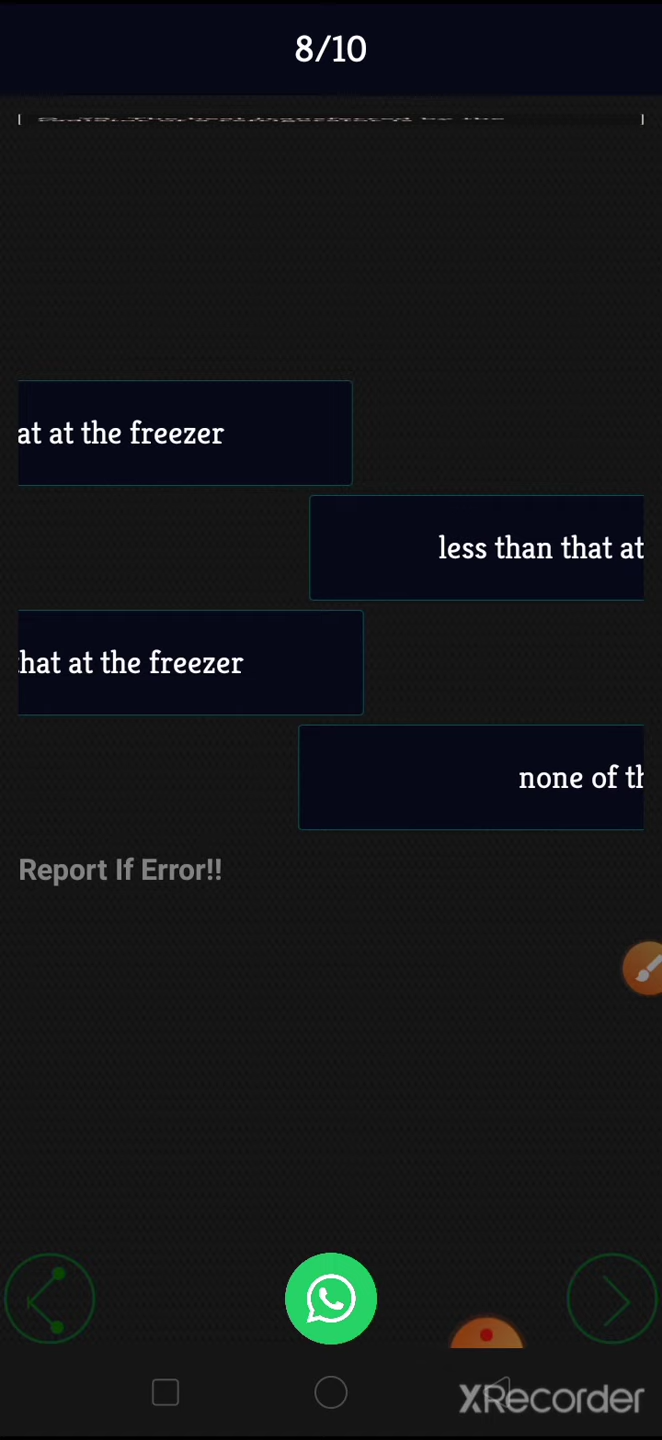 8/10
at at the freezer
less than that at
hat at the freezer
none of th
Report If Error!!
XRecorder